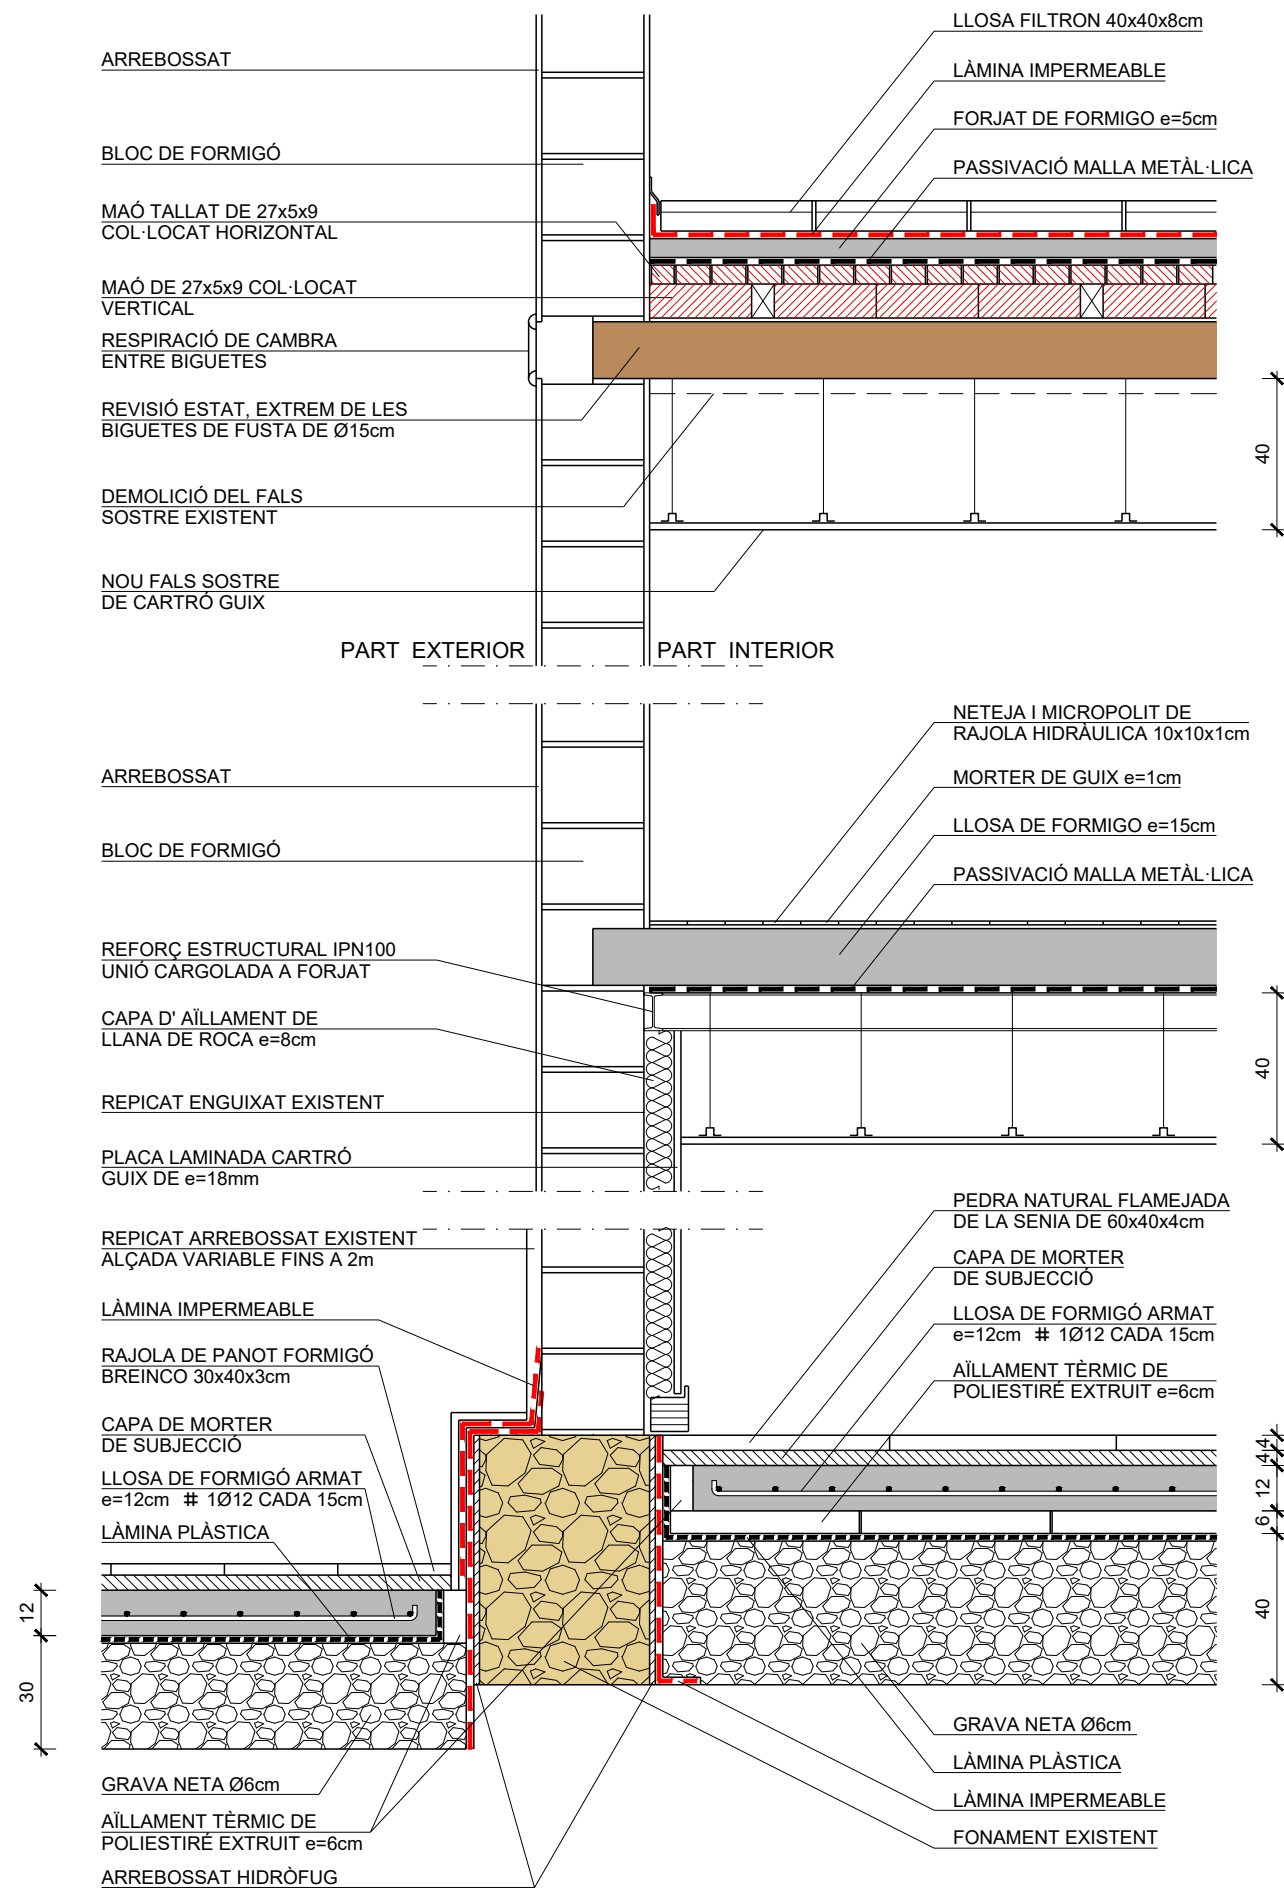 LLOSA FILTRON 40x40x8cm
ARREBOSSAT
LÀMINA IMPERMEABLE
FORJAT DE FORMIGO e=5cm
BLOC DE FORMIGÓ
PASSIVACIÓ MALLA METÀL·LICA
MAÓ TALLAT DE 27x5x9
COL·LOCAT HORIZONTAL
MAÓ DE 27x5x9 COL·LOCAT
VERTICAL
RESPIRACIÓ DE CAMBRA
ENTRE BIGUETES
REVISIÓ ESTAT, EXTREM DE LES
BIGUETES DE FUSTA DE Ø15cm
40
DEMOLICIÓ DEL FALS
SOSTRE EXISTENT
NOU FALS SOSTRE
DE CARTRÓ GUIX
PART EXTERIOR
PART INTERIOR
NETEJA I MICROPOLIT DE
RAJOLA HIDRÀULICA 10x10x1cm
ARREBOSSAT
MORTER DE GUIX e=1cm
LLOSA DE FORMIGO e=15cm
BLOC DE FORMIGÓ
PASSIVACIÓ MALLA METÀL·LICA
REFORÇ ESTRUCTURAL IPN100
UNIÓ CARGOLADA A FORJAT
CAPA D' AÏLLAMENT DE
LLANA DE ROCA e=8cm
40
REPICAT ENGUIXAT EXISTENT
PLACA LAMINADA CARTRÓ
GUIX DE e=18mm
PEDRA NATURAL FLAMEJADA
DE LA SENIA DE 60x40x4cm
REPICAT ARREBOSSAT EXISTENT
ALÇADA VARIABLE FINS A 2m
CAPA DE MORTER
DE SUBJECCIÓ
LÀMINA IMPERMEABLE
LLOSA DE FORMIGÓ ARMAT
e=12cm # 1Ø12 CADA 15cm
RAJOLA DE PANOT FORMIGÓ
BREINCO 30x40x3cm
AÏLLAMENT TÈRMIC DE
POLIESTIRÉ EXTRUIT e=6cm
CAPA DE MORTER
DE SUBJECCIÓ
LLOSA DE FORMIGÓ ARMAT
e=12cm # 1Ø12 CADA 15cm
LÀMINA PLÀSTICA
4
4
12
6
40
12
30
GRAVA NETA Ø6cm
LÀMINA PLÀSTICA
GRAVA NETA Ø6cm
LÀMINA IMPERMEABLE
AÏLLAMENT TÈRMIC DE
POLIESTIRÉ EXTRUIT e=6cm
FONAMENT EXISTENT
ARREBOSSAT HIDRÒFUG